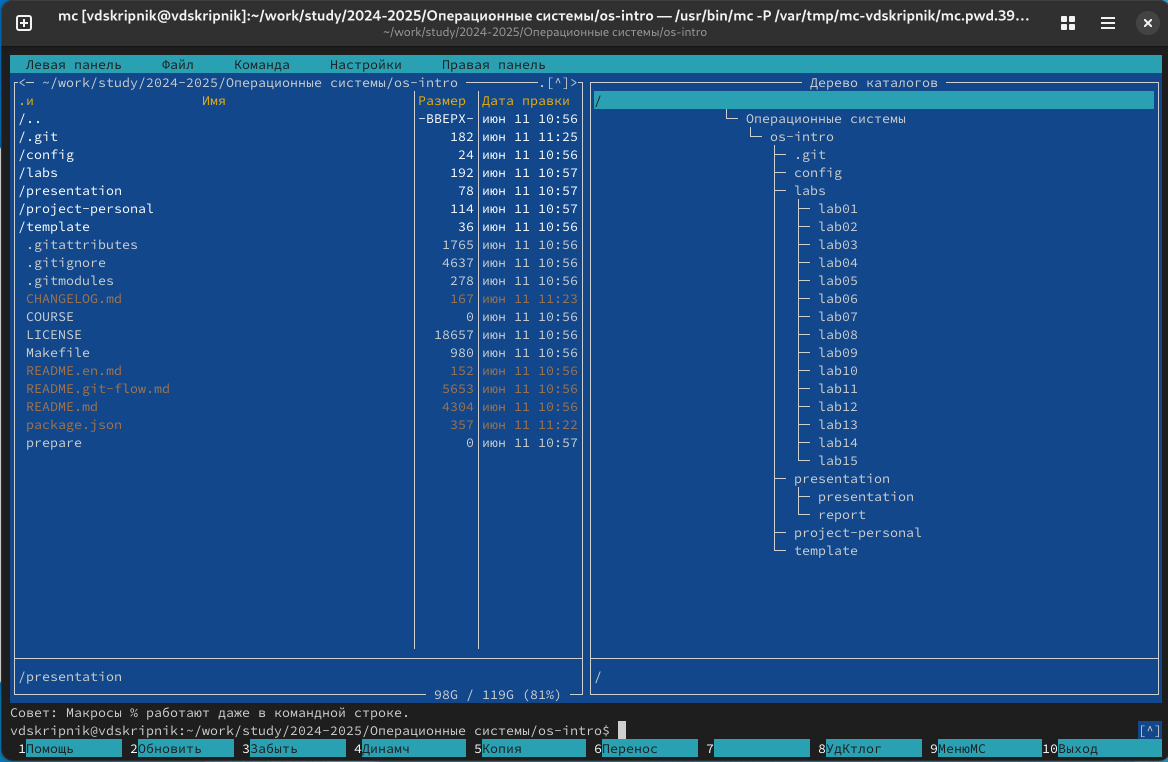 mc [vdskripnik@vdskripnik]:~/work/study/2024-2025/Операционные системы/os-intro — /usr/bin/mc -P /var/tmp/mc-vdskripnik/mc.pwd.39…
~/work/study/2024-2025/Операционные системы/os-intro
Левая панель Файл Команда Настройки Правая панель
<— ~/work/study/2024-2025/Операционные системы/os-intro .[^]>
.и Имя Размер Дата правки
/.. -ВВЕРХ- июн 11 10:56
/.git 182 июн 11 11:25
/config 24 июн 11 10:56
/labs 192 июн 11 10:57
/presentation 78 июн 11 10:57
/project-personal 114 июн 11 10:57
/template 36 июн 11 10:56
.gitattributes 1765 июн 11 10:56
.gitignore 4637 июн 11 10:56
.gitmodules 278 июн 11 10:56
CHANGELOG.md 167 июн 11 11:23
COURSE 0 июн 11 10:56
LICENSE 18657 июн 11 10:56
Makefile 980 июн 11 10:56
README.en.md 152 июн 11 10:56
README.git-flow.md 5653 июн 11 10:56
README.md 4304 июн 11 10:56
package.json 357 июн 11 11:22
prepare 0 июн 11 10:57
/presentation
98G / 119G (81%)
Дерево каталогов
/
Операционные системы
os-intro
.git
config
labs
lab01
lab02
lab03
lab04
lab05
lab06
lab07
lab08
lab09
lab10
lab11
lab12
lab13
lab14
lab15
presentation
presentation
report
project-personal
template
/
Совет: Макросы % работают даже в командной строке.
vdskripnik@vdskripnik:~/work/study/2024-2025/Операционные системы/os-intro$ [^]
1Помощь 2Обновить 3Забыть 4Динамч 5Копия 6Перенос 7 8УдКтлог 9МенюМС 10Выход